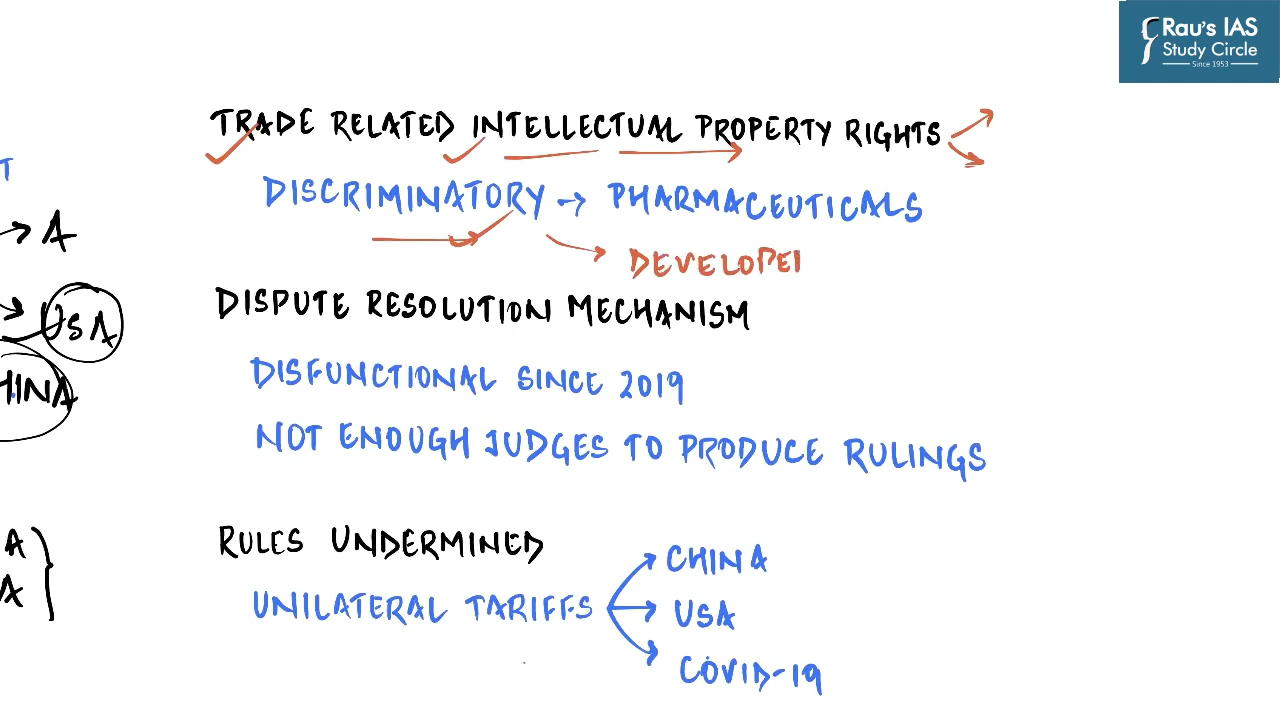 Rau's IAS
Study Circle
Since 1953
TRADE RELATED INTELLECTUAL PROPERTY RIGHTS
T
DISCRIMINATORY → PHARMACEUTICALS
→ A
DEVELOPE
DISPUTE RESOLUTION MECHANISM
USA
DISFUNCTIONAL SINCE 2019
HINA
NOT ENOUGH JUDGES TO PRODUCE RULINGS
RULES UNDERMINED
A
CHINA
A
UNILATERAL TARIFFS
USA
COVID-19